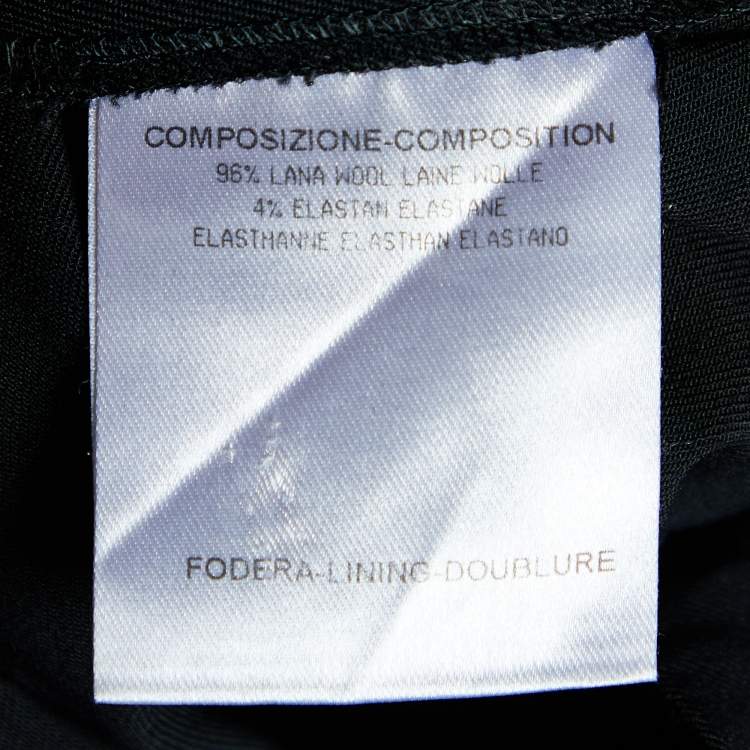 COMPOSIZIONE-COMPOSITION
96% LANA WOOL LAINE WOLLE
4% ELASTAN ELASTANE
ELASTHANNE ELASTHAN ELASTANO
FODERA-LINING-DOUBLURE